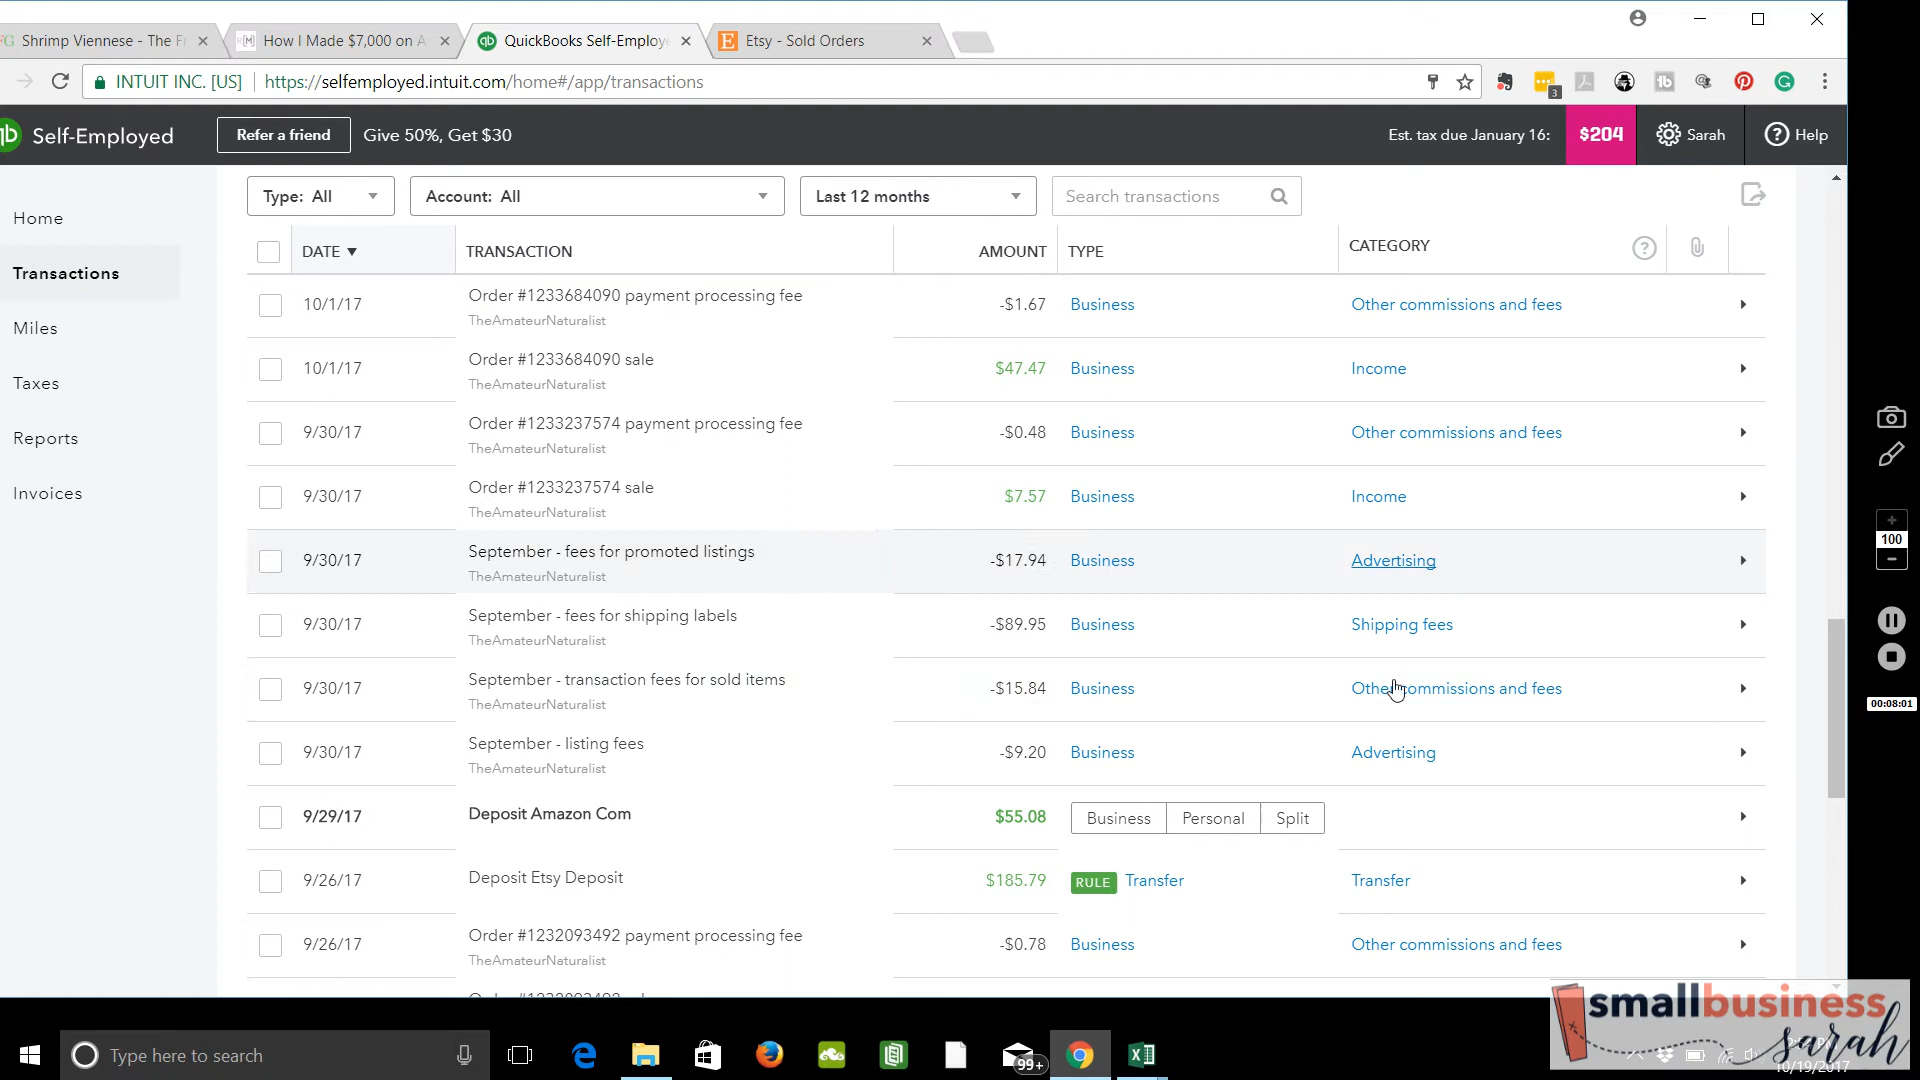 Shrimp Viennese - The Fr
How I Made $7,000 on A
QuickBooks Self-Employe
Etsy - Sold Orders
INTUIT INC. [US]
https://selfemployed.intuit.com/home#/app/transactions
3
Self-Employed
Refer a friend
Give 50%, Get $30
Est. tax due January 16:
$204
Sarah
Help
Home
Transactions
Miles
Taxes
Reports
Invoices
Type: All
Account: All
Last 12 months
Search transactions
DATE TRANSACTION AMOUNT TYPE CATEGORY
10/1/17 Order #1233684090 payment processing fee -$1.67 Business Other commissions and fees
TheAmateurNaturalist
10/1/17 Order #1233684090 sale $47.47 Business Income
TheAmateurNaturalist
9/30/17 Order #1233237574 payment processing fee -$0.48 Business Other commissions and fees
TheAmateurNaturalist
9/30/17 Order #1233237574 sale $7.57 Business Income
TheAmateurNaturalist
9/30/17 September - fees for promoted listings -$17.94 Business Advertising
TheAmateurNaturalist
9/30/17 September - fees for shipping labels -$89.95 Business Shipping fees
TheAmateurNaturalist
9/30/17 September - transaction fees for sold items -$15.84 Business Other commissions and fees
TheAmateurNaturalist
9/30/17 September - listing fees -$9.20 Business Advertising
TheAmateurNaturalist
9/29/17 Deposit Amazon Com $55.08 Business Personal Split
9/26/17 Deposit Etsy Deposit $185.79 RULE Transfer Transfer
9/26/17 Order #1232093492 payment processing fee -$0.78 Business Other commissions and fees
TheAmateurNaturalist
100
00:08:01
smallbusiness
sarah
Type here to search
99+
10/19/2017